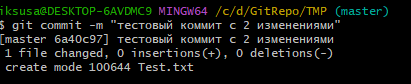 iksusa@DESKTOP-6AVDMC9 MINGW64 /c/d/GitRepo/TMP (master)
$ git commit -m "тестовый коммит с 2 изменениями"
[master 6a40c97] тестовый коммит с 2 изменениями
 1 file changed, 0 insertions(+), 0 deletions(-)
 create mode 100644 Test.txt